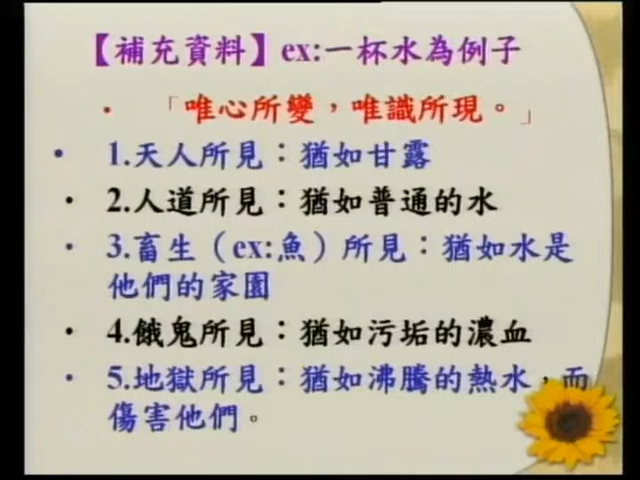 【補充資料】ex:一杯水為例子
• 「唯心所變，唯識所現。」
• 1.天人所見：猶如甘露
• 2.人道所見：猶如普通的水
• 3.畜生（ex:魚）所見：猶如水是
他們的家園
• 4.餓鬼所見：猶如污垢的濃血
• 5.地獄所見：猶如沸騰的熱水，而
傷害他們。